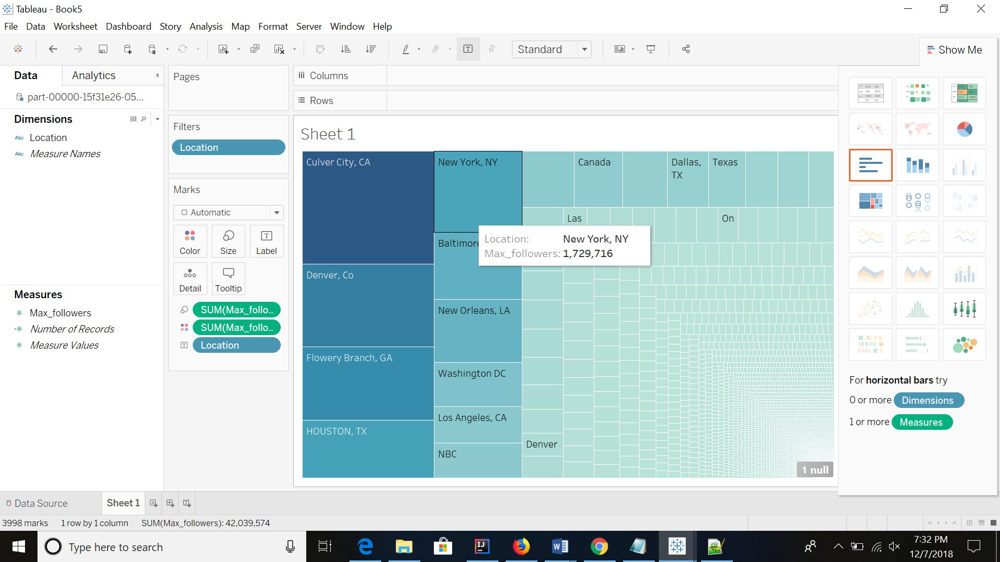 Tableau - Book5
File Data Worksheet Dashboard Story Analysis Map Format Server Window Help
Standard
Show Me
Data
Analytics
part-00000-15f31e26-05...
Dimensions
Abc Location
Abc Measure Names
Measures
# Max_followers
=# Number of Records
# Measure Values
Pages
Filters
Location
Marks
Automatic
Color
Size
Label
Detail
Tooltip
SUM(Max_follo..
SUM(Max_follo..
Location
Columns
Rows
Sheet 1
Culver City, CA
Denver, Co
Flowery Branch, GA
HOUSTON, TX
New York, NY
Baltimore
New Orleans, LA
Washington DC
Los Angeles, CA
NBC
Canada
Dallas,
TX
Texas
Las
On
Denver
Location: New York, NY
Max_followers: 1,729,716
1 null
For horizontal bars try
0 or more Dimensions
1 or more Measures
Data Source
Sheet 1
3998 marks 1 row by 1 column SUM(Max_followers): 42,039,574
Type here to search
7:32 PM
12/7/2018